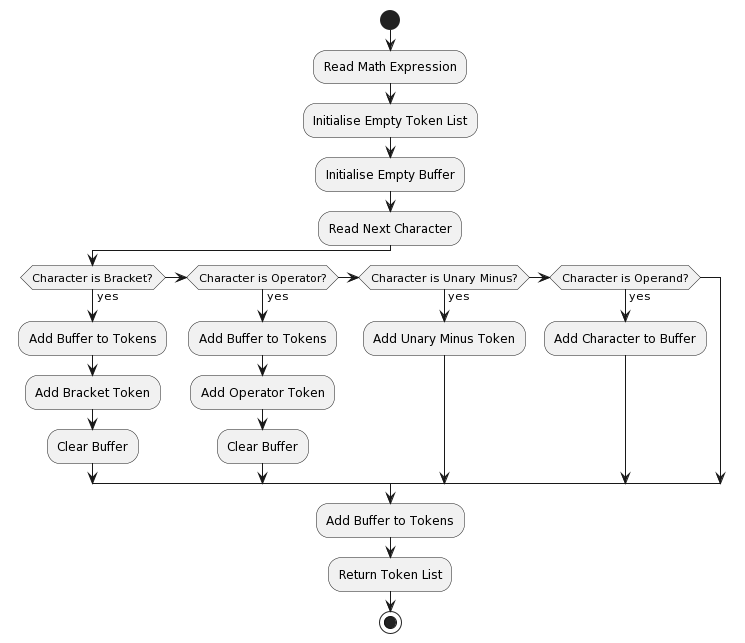 Read Math Expression
Initialise Empty Token List
Initialise Empty Buffer
Read Next Character
Character is Bracket?
Character is Operator?
Character is Unary Minus?
Character is Operand?
yes
yes
yes
yes
Add Buffer to Tokens
Add Buffer to Tokens
Add Unary Minus Token
Add Character to Buffer
Add Bracket Token
Add Operator Token
Clear Buffer
Clear Buffer
Add Buffer to Tokens
Return Token List